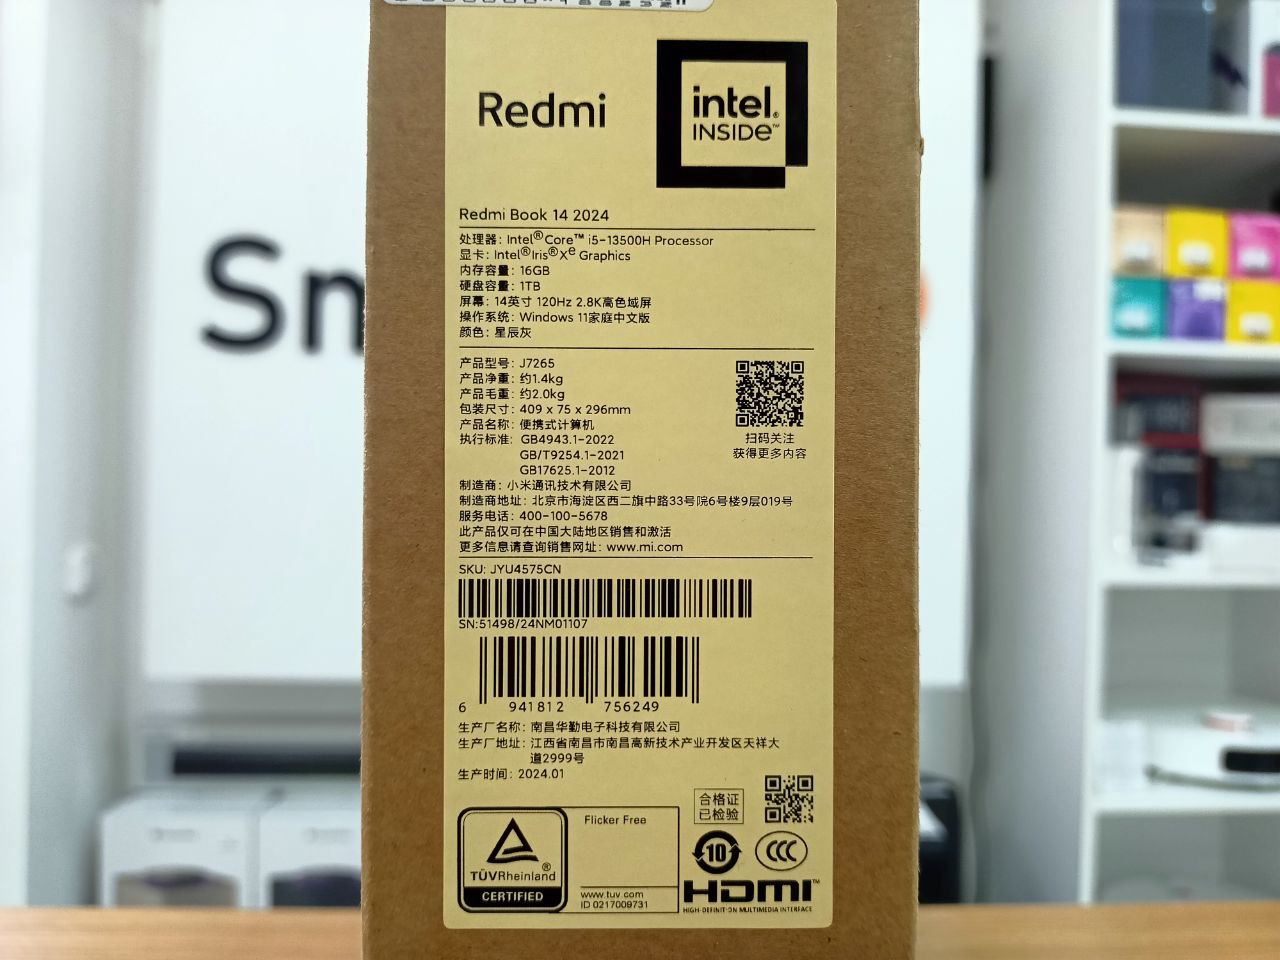 Redmi
intel®
INSIDe™
Redmi Book 14 2024
处理器: Intel®Core™ i5-13500H Processor
显卡: Intel®Iris®Xᵉ Graphics
内存容量: 16GB
硬盘容量: 1TB
屏幕: 14英寸 120Hz 2.8K高色域屏
操作系统: Windows 11家庭中文版
颜色: 星辰灰
产品型号: J7265
产品净重: 约1.4kg
产品毛重: 约2.0kg
包装尺寸: 409 x 75 x 296mm
产品名称: 便携式计算机
执行标准: GB4943.1-2022
GB/T9254.1-2021
GB17625.1-2012
扫码关注
获得更多内容
制造商: 小米通讯技术有限公司
制造商地址: 北京市海淀区西二旗中路33号院6号楼9层019号
服务电话: 400-100-5678
此产品仅可在中国大陆地区销售和激活
更多信息请查询销售网址: www.mi.com
SKU: JYU4575CN
SN:51498/24NM01107
6 941812 756249
生产厂名称: 南昌华勤电子科技有限公司
生产厂地址: 江西省南昌市南昌高新技术产业开发区天祥大
道2999号
生产时间: 2024.01
合格证
已检验
Flicker Free
TÜVRheinland®
CERTIFIED
www.tuv.com
ID 0217009731
10
CCC
HDMI™
HIGH-DEFINITION MULTIMEDIA INTERFACE
Sm